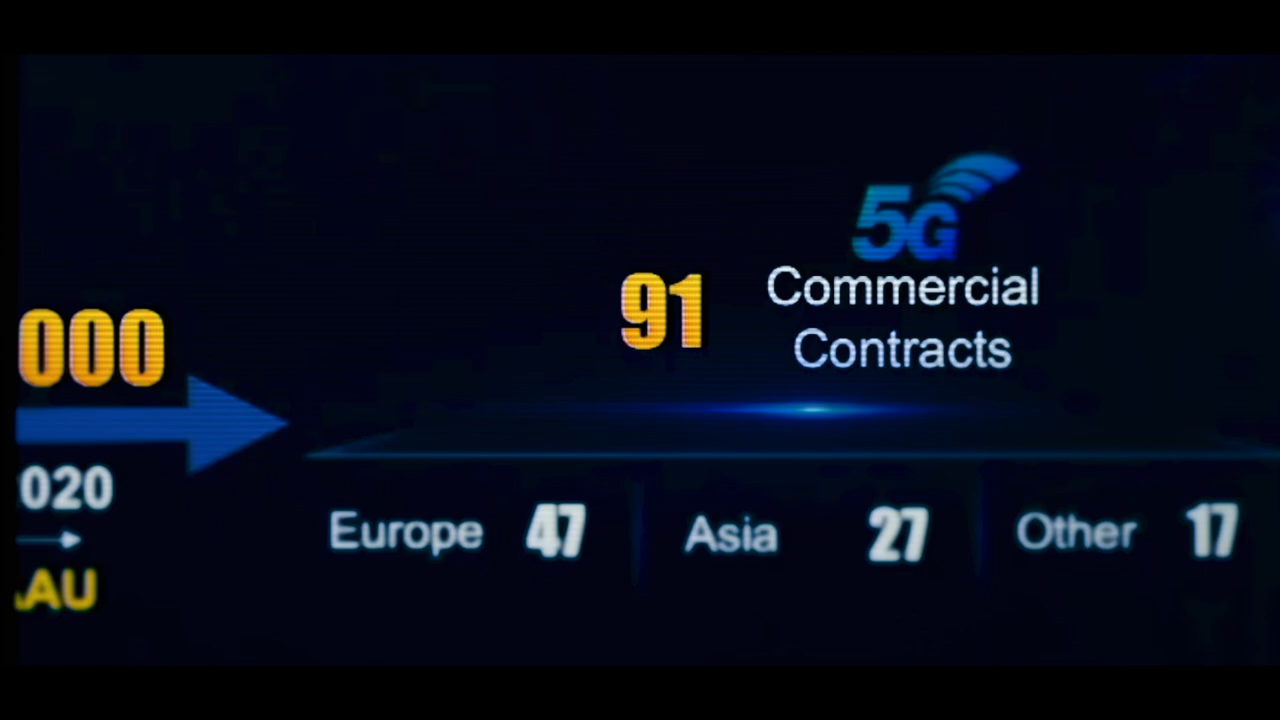 5G
91
Commercial
Contracts
000
020
AU
Europe 47
Asia 27
Other 17